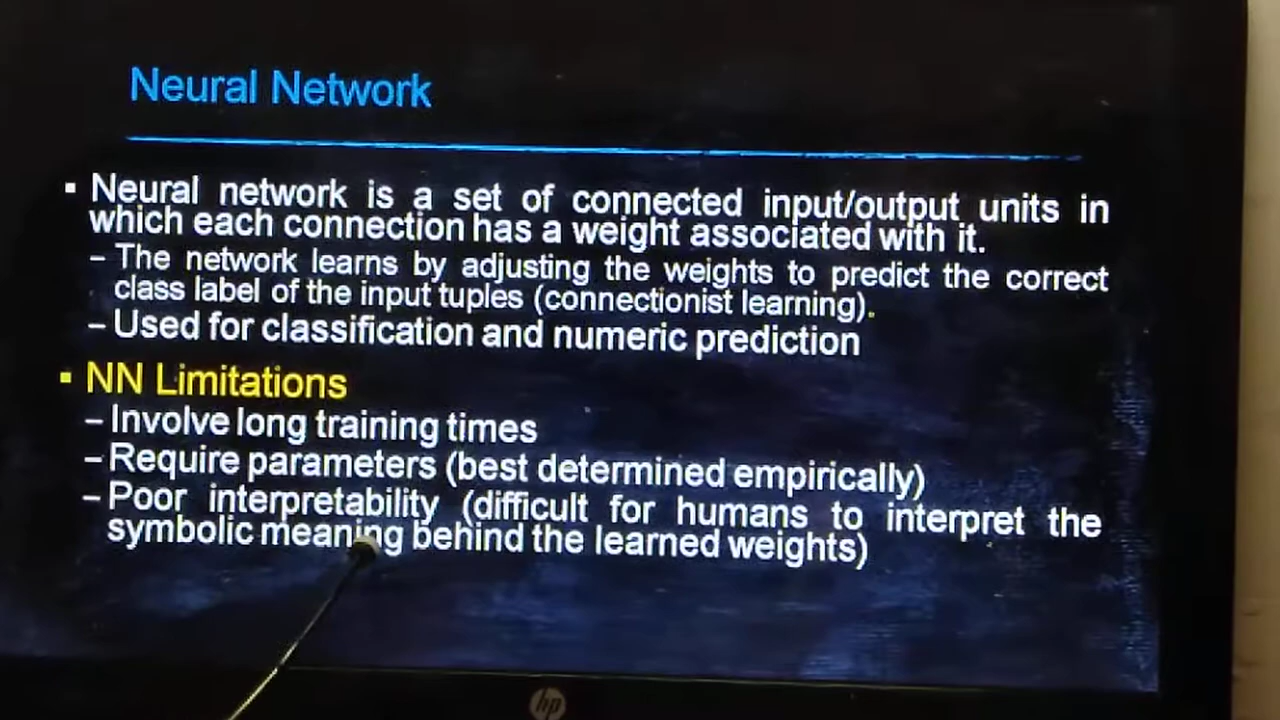 Neural Network
▪ Neural network is a set of connected input/output units in
which each connection has a weight associated with it.
– The network learns by adjusting the weights to predict the correct
class label of the input tuples (connectionist learning).
– Used for classification and numeric prediction
▪ NN Limitations
– Involve long training times
– Require parameters (best determined empirically)
– Poor interpretability (difficult for humans to interpret the
symbolic meaning behind the learned weights)
hp